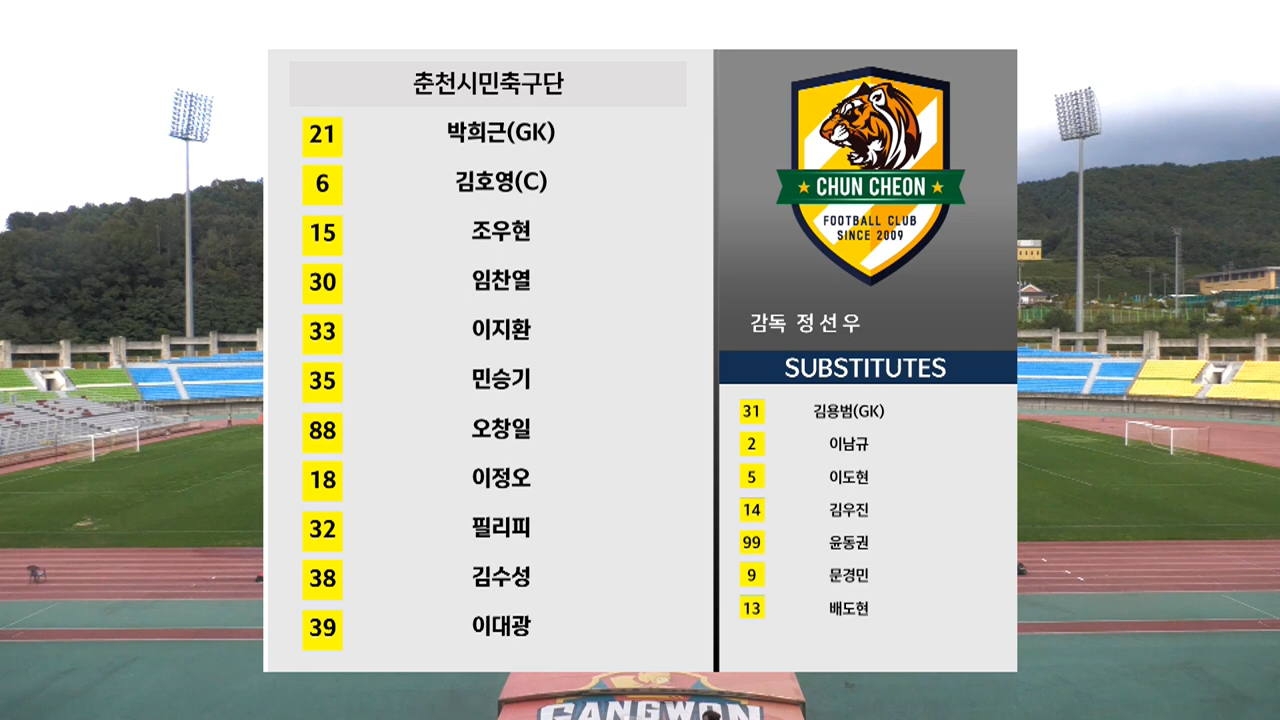 춘천시민축구단
21 박희근(GK)
6 김호영(C)
15 조우현
30 임찬열
33 이지환
35 민승기
88 오창일
18 이정오
32 필리피
38 김수성
39 이대광
CHUN CHEON
FOOTBALL CLUB
SINCE 2009
감독 정선우
SUBSTITUTES
31 김용범(GK)
2 이남규
5 이도현
14 김우진
99 윤동권
9 문경민
13 배도현
GANGWON